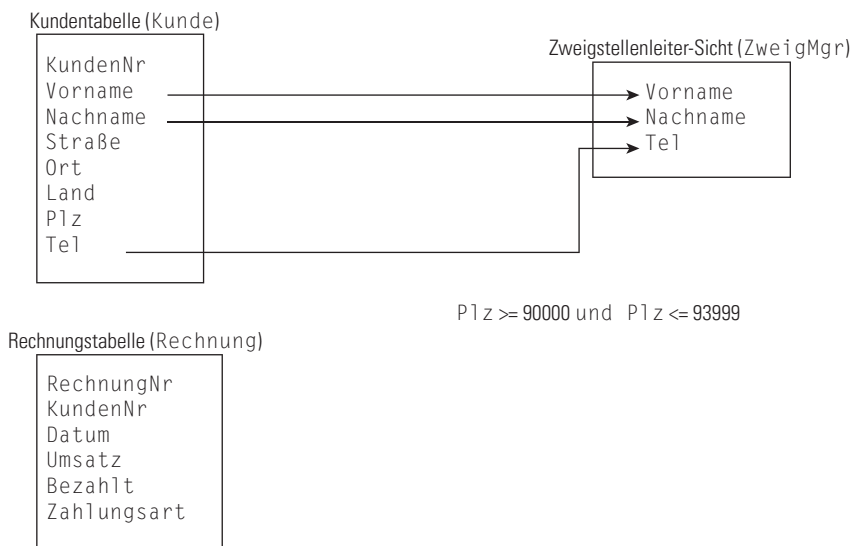 Kundentabelle (Kunde)
KundenNr
Vorname
Nachname
Straße
Ort
Land
Plz
Tel
Zweigstellenleiter-Sicht (ZweigMgr)
Vorname
Nachname
Tel
Plz >= 90000 und Plz <= 93999
Rechnungstabelle (Rechnung)
RechnungNr
KundenNr
Datum
Umsatz
Bezahlt
Zahlungsart